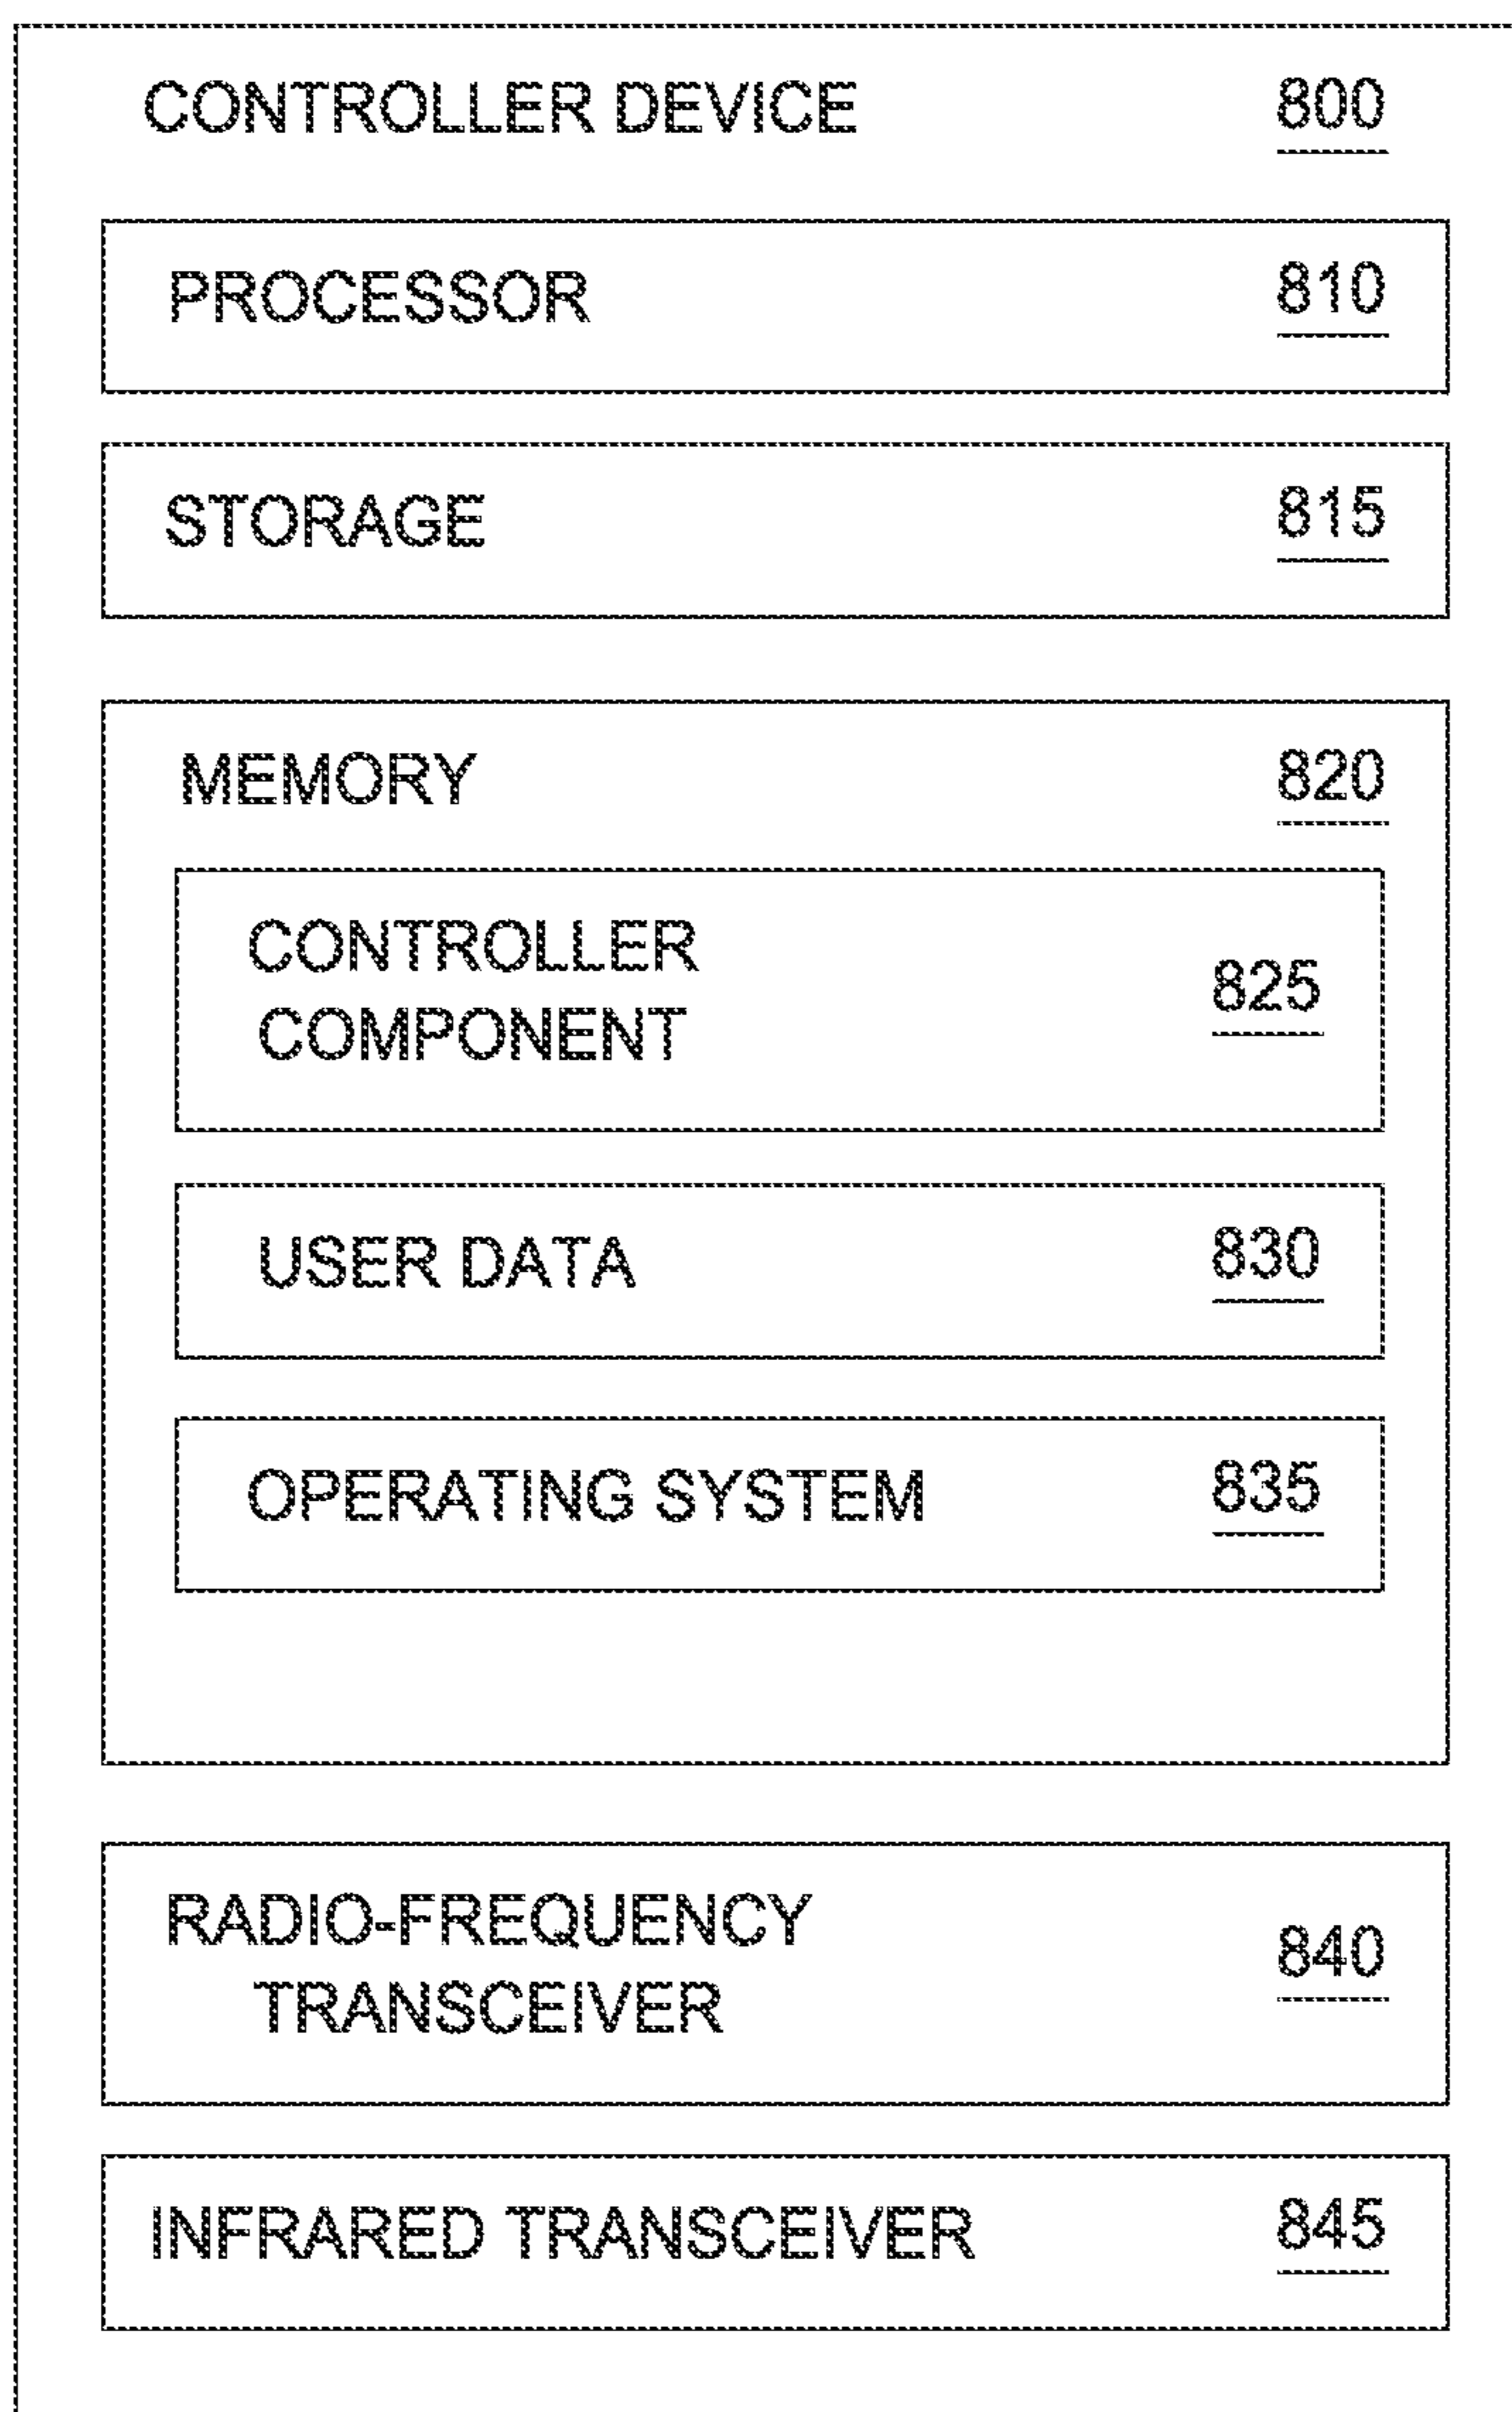 CONTROLLER DEVICE 800
PROCESSOR 810
STORAGE 815
MEMORY 820
CONTROLLER
COMPONENT 825
USER DATA 830
OPERATING SYSTEM 835
RADIO-FREQUENCY
TRANSCEIVER 840
INFRARED TRANSCEIVER 845